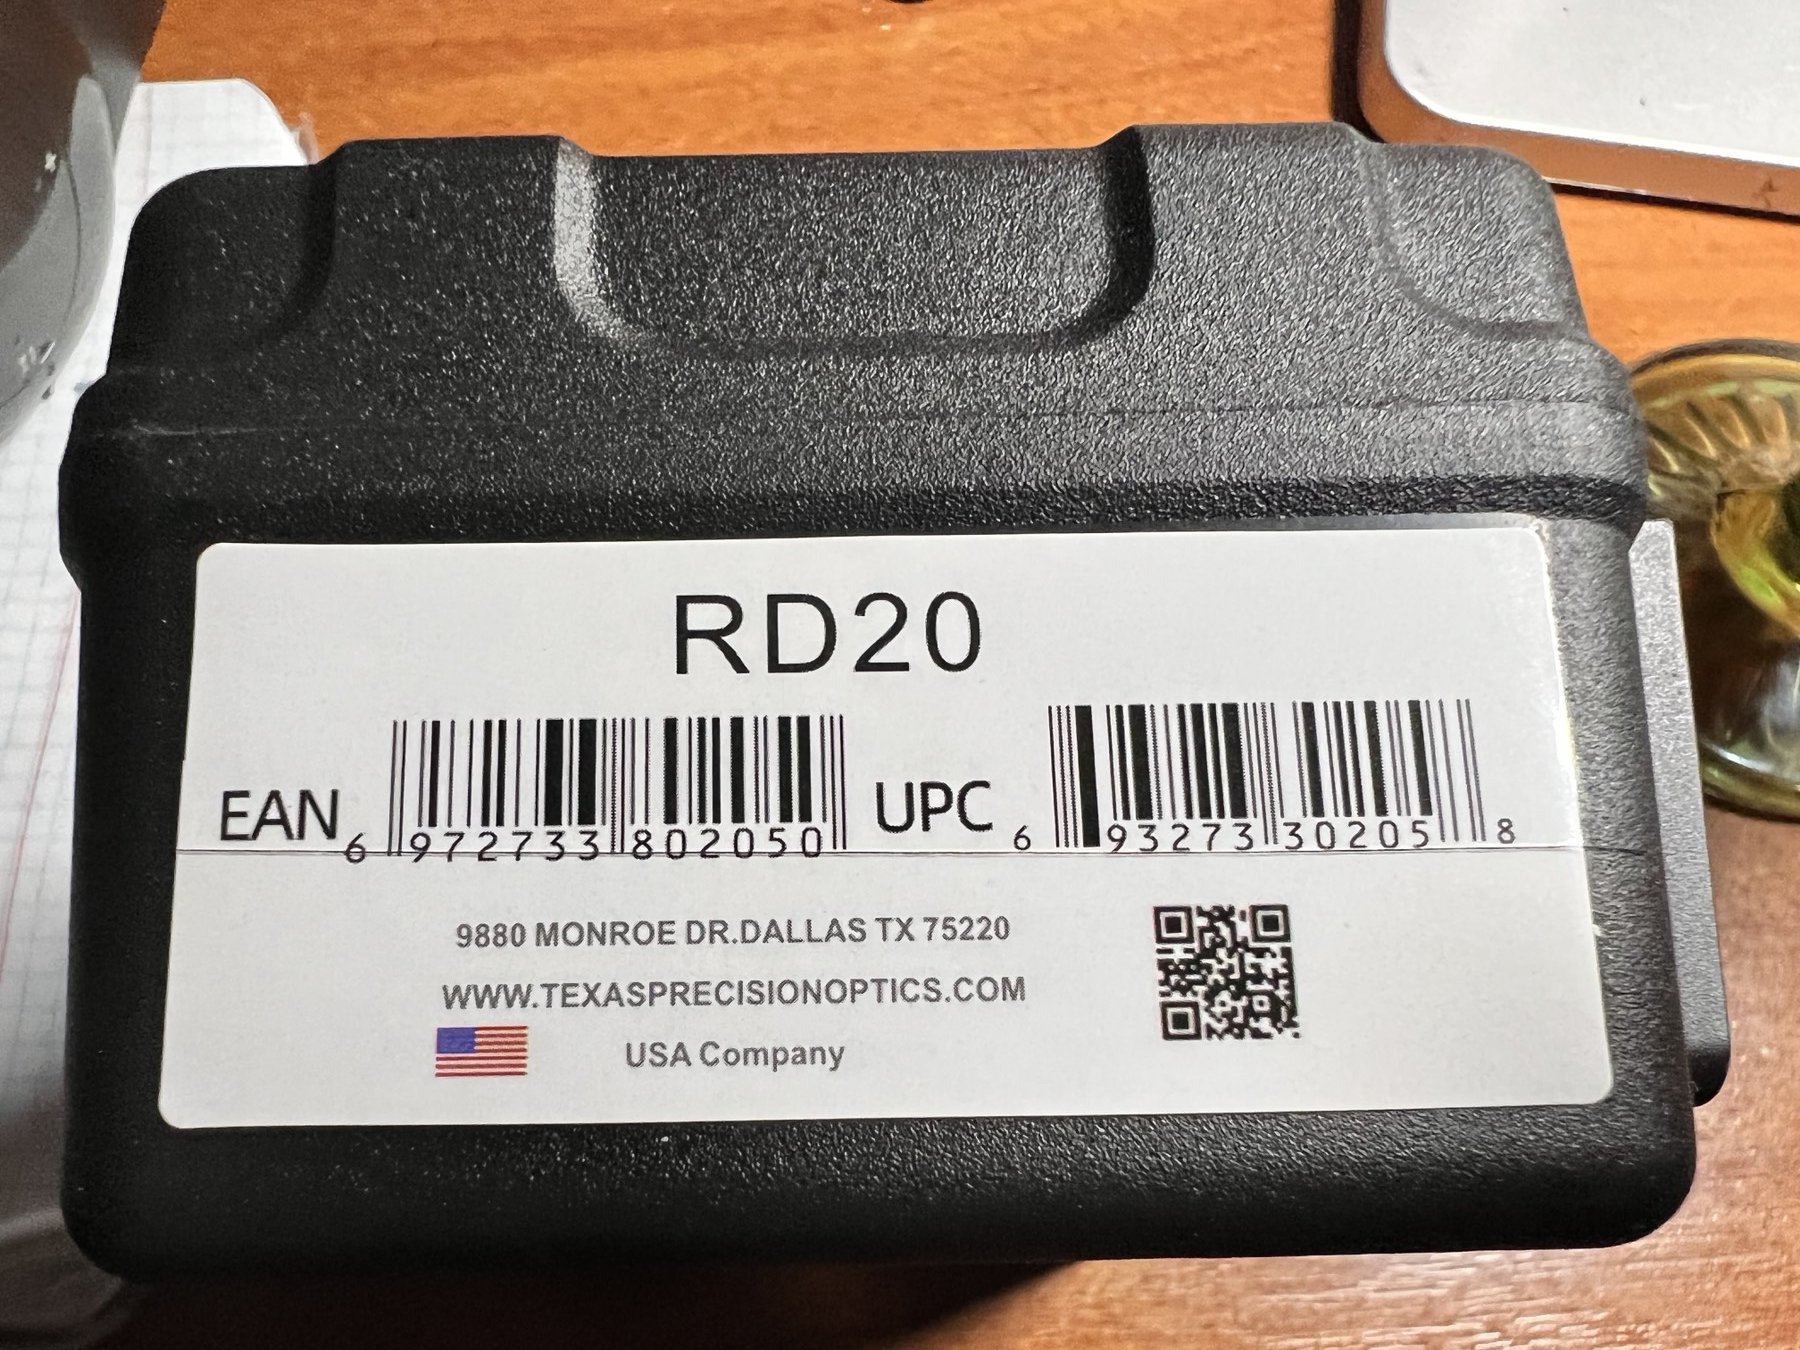 RD20
EAN 6 972733 802050 UPC 6 93273 30205 8
9880 MONROE DR.DALLAS TX 75220
WWW.TEXASPRECISIONOPTICS.COM
USA Company